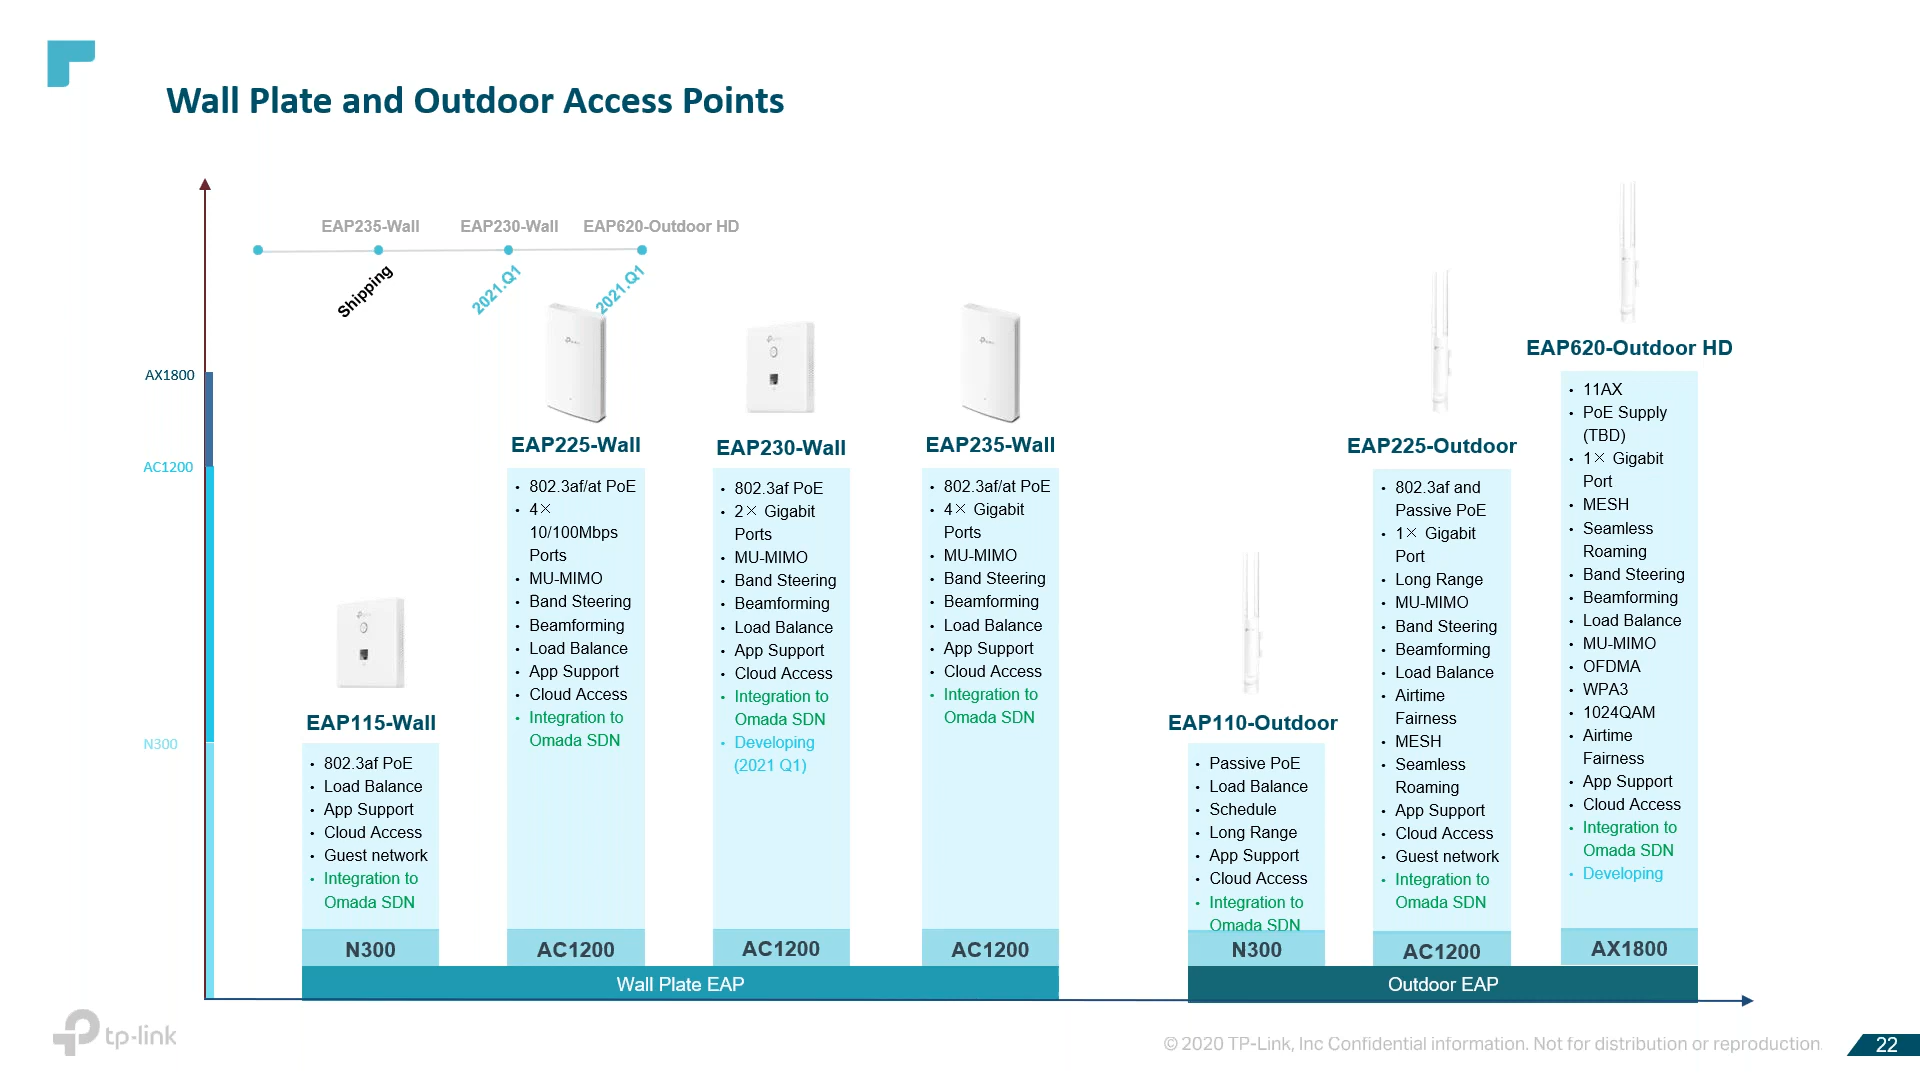 Wall Plate and Outdoor Access Points
EAP235-Wall
EAP230-Wall
EAP620-Outdoor HD
Shipping
2021.Q1
2021.Q1
AX1800
AC1200
N300
EAP115-Wall
• 802.3af PoE
• Load Balance
• App Support
• Cloud Access
• Guest network
• Integration to
Omada SDN
N300
EAP225-Wall
• 802.3af/at PoE
• 4×
10/100Mbps
Ports
• MU-MIMO
• Band Steering
• Beamforming
• Load Balance
• App Support
• Cloud Access
• Integration to
Omada SDN
AC1200
EAP230-Wall
• 802.3af PoE
• 2× Gigabit
Ports
• MU-MIMO
• Band Steering
• Beamforming
• Load Balance
• App Support
• Cloud Access
• Integration to
Omada SDN
• Developing
(2021 Q1)
AC1200
EAP235-Wall
• 802.3af/at PoE
• 4× Gigabit
Ports
• MU-MIMO
• Band Steering
• Beamforming
• Load Balance
• App Support
• Cloud Access
• Integration to
Omada SDN
AC1200
Wall Plate EAP
EAP110-Outdoor
• Passive PoE
• Load Balance
• Schedule
• Long Range
• App Support
• Cloud Access
• Integration to
Omada SDN
N300
EAP225-Outdoor
• 802.3af and
Passive PoE
• 1× Gigabit
Port
• Long Range
• MU-MIMO
• Band Steering
• Beamforming
• Load Balance
• Airtime
Fairness
• MESH
• Seamless
Roaming
• App Support
• Cloud Access
• Guest network
• Integration to
Omada SDN
AC1200
EAP620-Outdoor HD
• 11AX
• PoE Supply
(TBD)
• 1× Gigabit
Port
• MESH
• Seamless
Roaming
• Band Steering
• Beamforming
• Load Balance
• MU-MIMO
• OFDMA
• WPA3
• 1024QAM
• Airtime
Fairness
• App Support
• Cloud Access
• Integration to
Omada SDN
• Developing
AX1800
Outdoor EAP
tp-link
© 2020 TP-Link, Inc Confidential information. Not for distribution or reproduction.
22